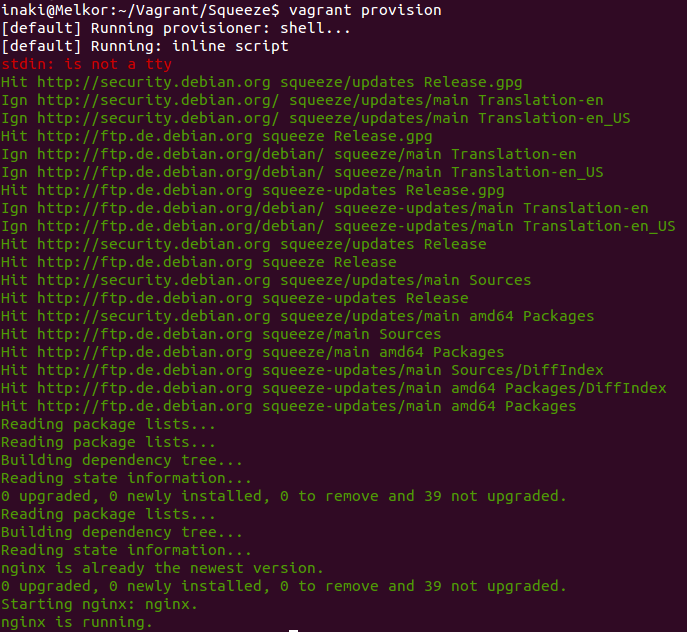 inaki@Melkor:~/Vagrant/Squeeze$ vagrant provision
[default] Running provisioner: shell...
[default] Running: inline script
stdin: is not a tty
Hit http://security.debian.org squeeze/updates Release.gpg
Ign http://security.debian.org/ squeeze/updates/main Translation-en
Ign http://security.debian.org/ squeeze/updates/main Translation-en_US
Hit http://ftp.de.debian.org squeeze Release.gpg
Ign http://ftp.de.debian.org/debian/ squeeze/main Translation-en
Ign http://ftp.de.debian.org/debian/ squeeze/main Translation-en_US
Hit http://ftp.de.debian.org squeeze-updates Release.gpg
Ign http://ftp.de.debian.org/debian/ squeeze-updates/main Translation-en
Ign http://ftp.de.debian.org/debian/ squeeze-updates/main Translation-en_US
Hit http://security.debian.org squeeze/updates Release
Hit http://ftp.de.debian.org squeeze Release
Hit http://security.debian.org squeeze/updates/main Sources
Hit http://ftp.de.debian.org squeeze-updates Release
Hit http://security.debian.org squeeze/updates/main amd64 Packages
Hit http://ftp.de.debian.org squeeze/main Sources
Hit http://ftp.de.debian.org squeeze/main amd64 Packages
Hit http://ftp.de.debian.org squeeze-updates/main Sources/DiffIndex
Hit http://ftp.de.debian.org squeeze-updates/main amd64 Packages/DiffIndex
Hit http://ftp.de.debian.org squeeze-updates/main amd64 Packages
Reading package lists...
Reading package lists...
Building dependency tree...
Reading state information...
0 upgraded, 0 newly installed, 0 to remove and 39 not upgraded.
Reading package lists...
Building dependency tree...
Reading state information...
nginx is already the newest version.
0 upgraded, 0 newly installed, 0 to remove and 39 not upgraded.
Starting nginx: nginx.
nginx is running.